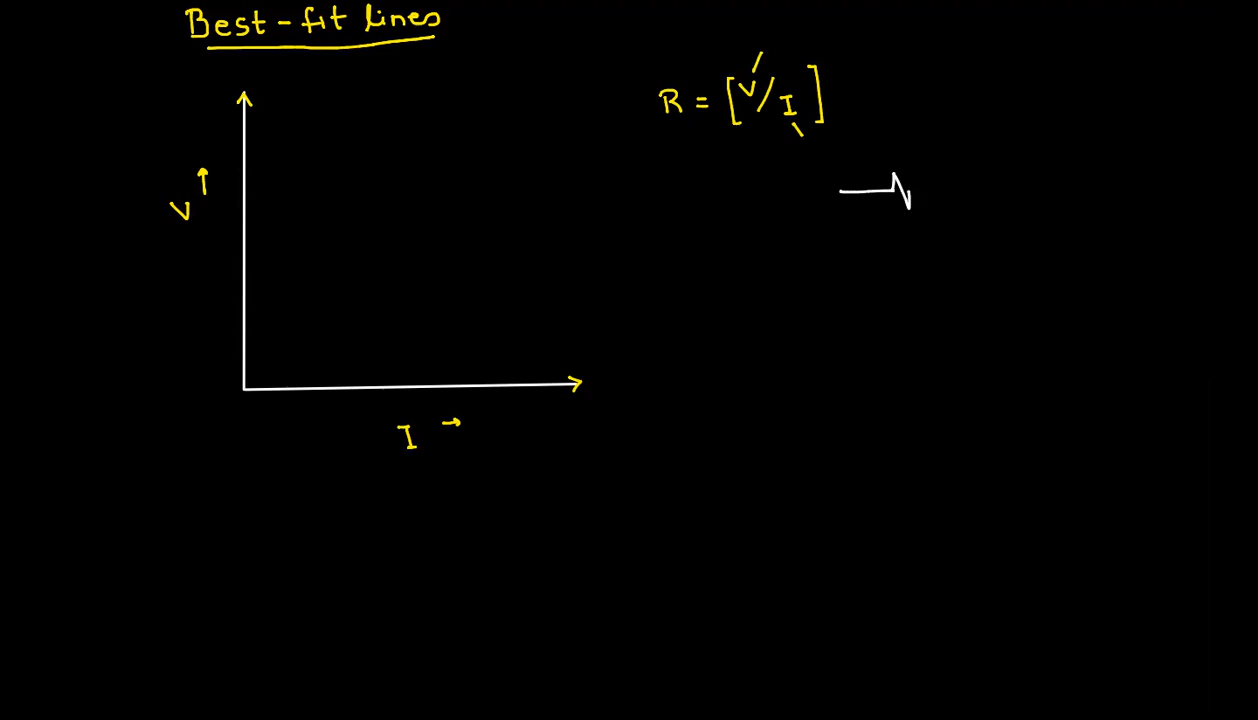 Best-fit lines
R = [V/I]
V ↑
I →